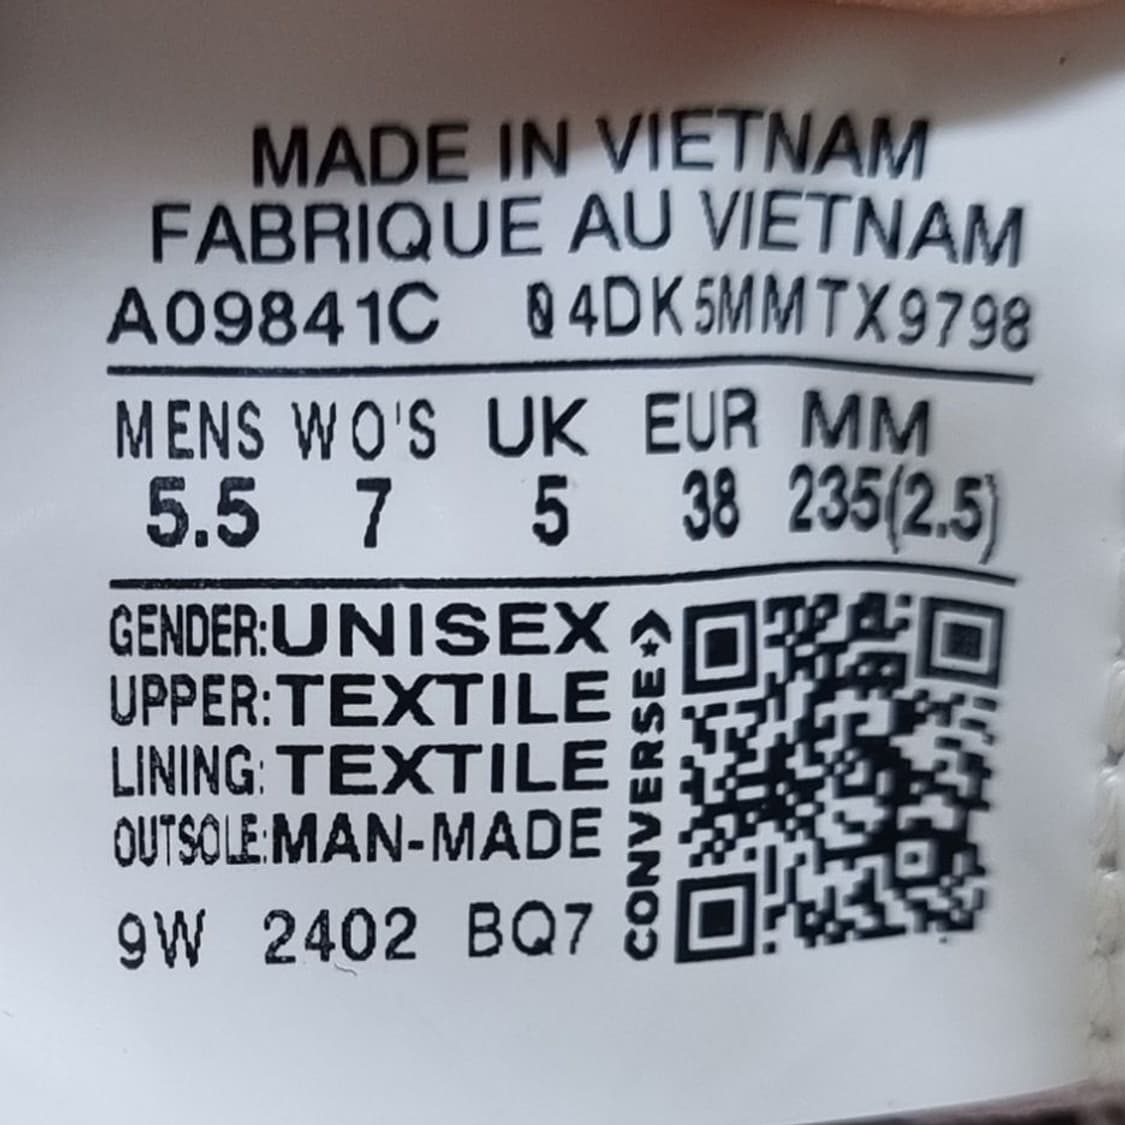 MADE IN VIETNAM
FABRIQUE AU VIETNAM
A09841C 04DK5MMTX9798
MENS WO'S UK EUR MM
5.5 7 5 38 235(2.5)
GENDER:UNISEX
UPPER:TEXTILE
LINING:TEXTILE
OUTSOLE:MAN-MADE
9W 2402 BQ7
CONVERSE